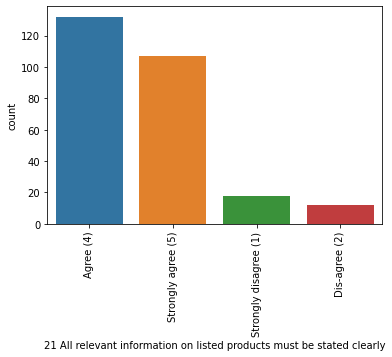 120
100
80
60
40
20
0
count
Agree (4)
Strongly agree (5)
Strongly disagree (1)
Dis-agree (2)
21 All relevant information on listed products must be stated clearly